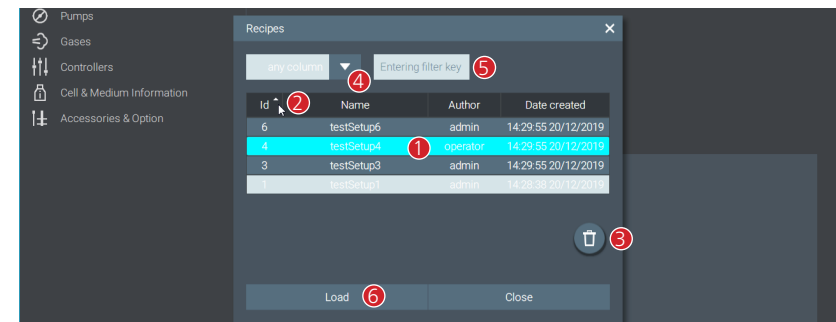 Pumps
Gases
Controllers
Cell & Medium Information
Accessories & Option
Recipes
any column
Entering filter key
5
4
Id 2 Name Author Date created
6 testSetup6 admin 14:29:55 20/12/2019
4 testSetup4 1 operator 14:29:55 20/12/2019
3 testSetup3 admin 14:29:55 20/12/2019
1 testSetup1 admin 14:28:38 20/12/2019
3
Load 6 Close